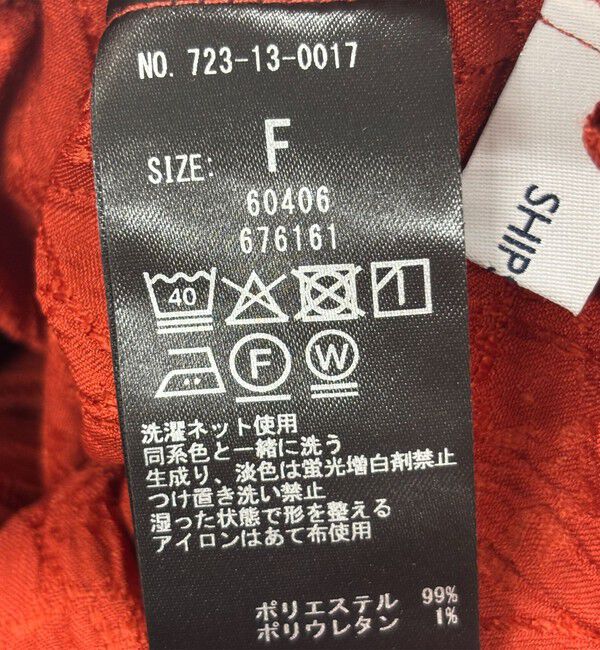 NO. 723-13-0017
SIZE: F
60406
676161
40
F
W
洗濯ネット使用
同系色と一緒に洗う
生成り、淡色は蛍光増白剤禁止
つけ置き洗い禁止
湿った状態で形を整える
アイロンはあて布使用
ポリエステル 99%
ポリウレタン 1%
SHIP